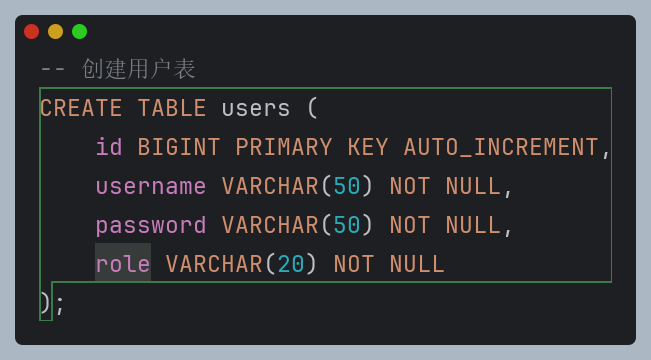 -- 创建用户表
CREATE TABLE users (
    id BIGINT PRIMARY KEY AUTO_INCREMENT,
    username VARCHAR(50) NOT NULL,
    password VARCHAR(50) NOT NULL,
    role VARCHAR(20) NOT NULL
);